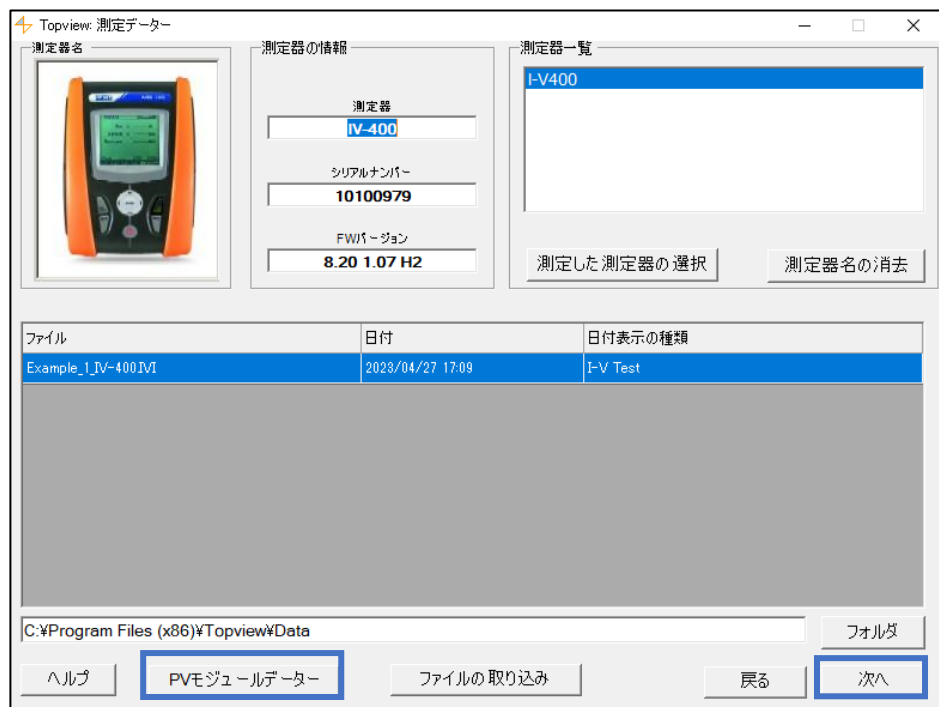 Topview: 測定データー
測定器名
測定器の情報
測定器
IV-400
シリアルナンバー
10100979
FWバージョン
8.20 1.07 H2
測定器一覧
I-V400
測定した測定器の選択
測定器名の消去
ファイル 日付 日付表示の種類
Example_1_IV-400.IVI 2023/04/27 17:09 I-V Test
C:¥Program Files (x86)¥Topview¥Data
フォルダ
ヘルプ
PVモジュールデーター
ファイルの取り込み
戻る
次へ